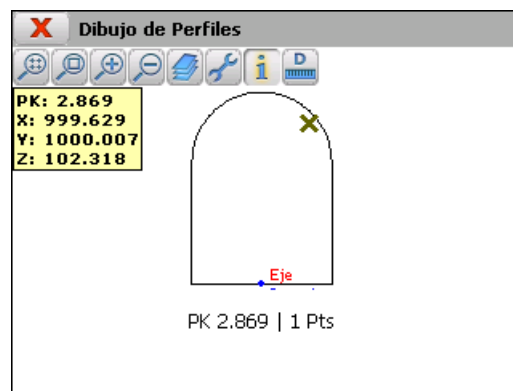 X Dibujo de Perfiles
D
PK: 2.869
X: 999.629
Y: 1000.007
Z: 102.318
Eje
PK 2.869 | 1 Pts